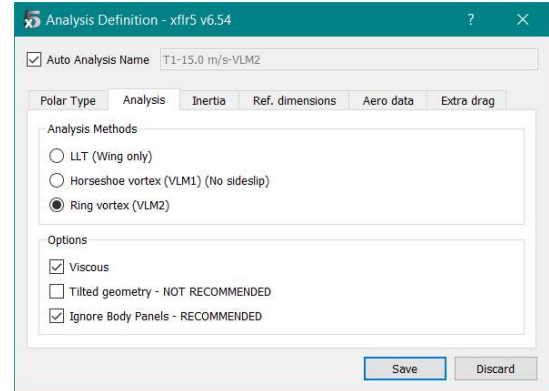 Analysis Definition - xflr5 v6.54
Auto Analysis Name T1-15.0 m/s-VLM2
Polar Type Analysis Inertia Ref. dimensions Aero data Extra drag
Analysis Methods
LLT (Wing only)
Horseshoe vortex (VLM1) (No sideslip)
Ring vortex (VLM2)
Options
Viscous
Tilted geometry - NOT RECOMMENDED
Ignore Body Panels - RECOMMENDED
Save Discard